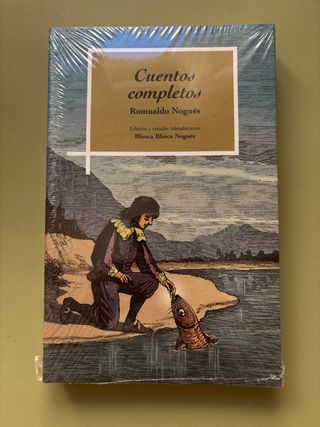 Cuentos
completos
Romualdo Nogués
Edición y estudio introductorio
Blanca Blasco Nogués